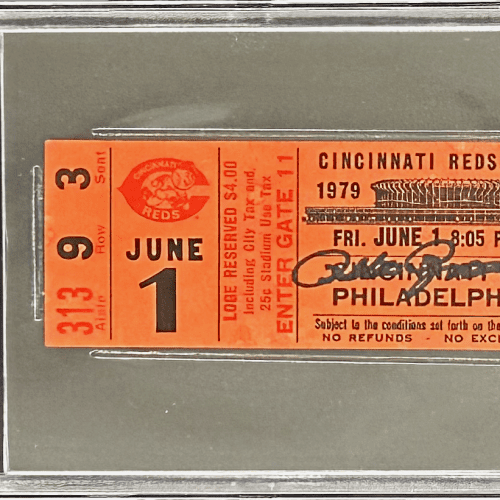 3 Seat
9 Row
313 Aisle
CINCINNATI
REDS
JUNE
1
LOGE RESERVED $4.00
Including City Tax and
25¢ Stadium Use Tax
ENTER GATE 11
CINCINNATI REDS
1979
FRI. JUNE 1 8:05 P
CINCINNATI
PHILADELPH
Subject to the conditions set forth on the
NO REFUNDS - NO EXC